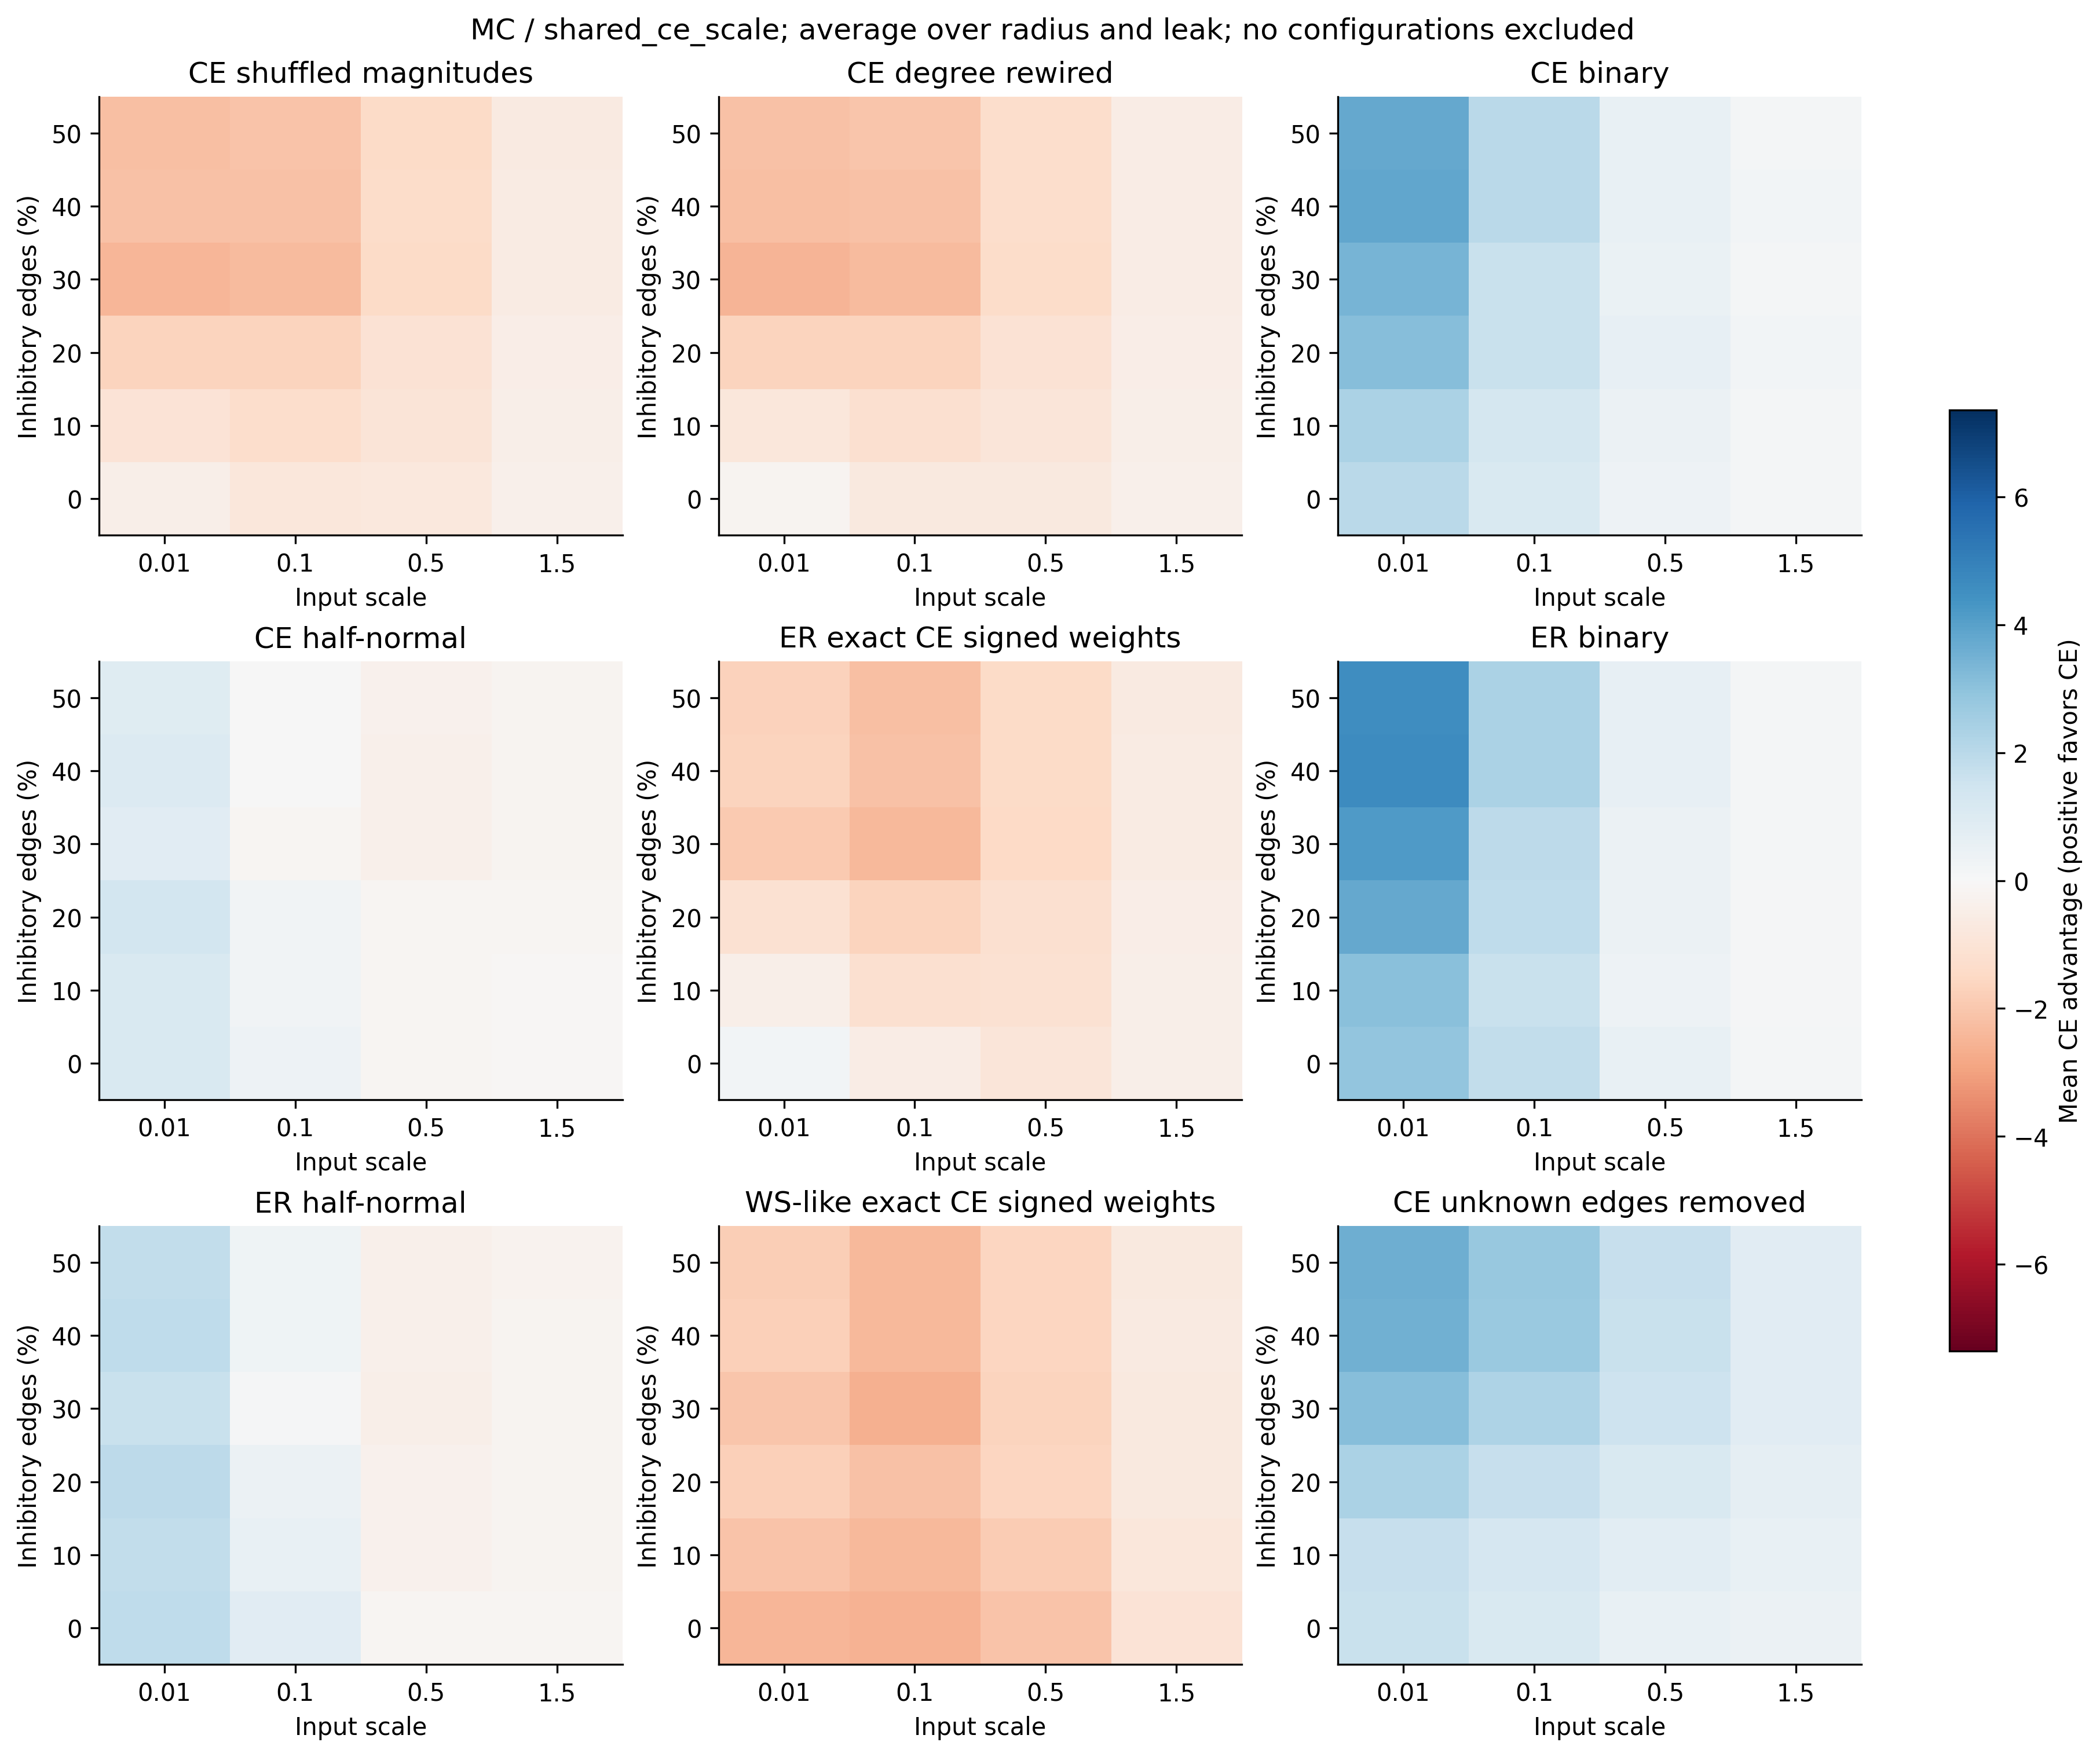 MC / shared_ce_scale; average over radius and leak; no configurations excluded
CE shuffled magnitudes
Inhibitory edges (%)
50
40
30
20
10
0
0.01 0.1 0.5 1.5
Input scale
CE degree rewired
Inhibitory edges (%)
50
40
30
20
10
0
0.01 0.1 0.5 1.5
Input scale
CE binary
Inhibitory edges (%)
50
40
30
20
10
0
0.01 0.1 0.5 1.5
Input scale
CE half-normal
Inhibitory edges (%)
50
40
30
20
10
0
0.01 0.1 0.5 1.5
Input scale
ER exact CE signed weights
Inhibitory edges (%)
50
40
30
20
10
0
0.01 0.1 0.5 1.5
Input scale
ER binary
Inhibitory edges (%)
50
40
30
20
10
0
0.01 0.1 0.5 1.5
Input scale
ER half-normal
Inhibitory edges (%)
50
40
30
20
10
0
0.01 0.1 0.5 1.5
Input scale
WS-like exact CE signed weights
Inhibitory edges (%)
50
40
30
20
10
0
0.01 0.1 0.5 1.5
Input scale
CE unknown edges removed
Inhibitory edges (%)
50
40
30
20
10
0
0.01 0.1 0.5 1.5
Input scale
6
4
2
0
−2
−4
−6
Mean CE advantage (positive favors CE)